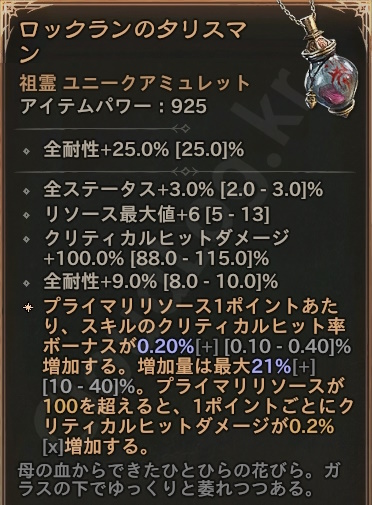 ロックランのタリスマ
ン
祖霊 ユニークアミュレット
アイテムパワー：925
全耐性+25.0% [25.0]%
全ステータス+3.0% [2.0 - 3.0]%
リソース最大値+6 [5 - 13]
クリティカルヒットダメージ
+100.0% [88.0 - 115.0]%
全耐性+9.0% [8.0 - 10.0]%
プライマリリソース1ポイントあた
り、スキルのクリティカルヒット率
ボーナスが0.20%[+] [0.10 - 0.40]%
増加する。増加量は最大21%[+]
[10 - 40]%。プライマリリソースが
100を超えると、1ポイントごとにク
リティカルヒットダメージが0.2%
[x]増加する。
母の血からできたひとひらの花びら。ガ
ラスの下でゆっくりと萎れつつある。